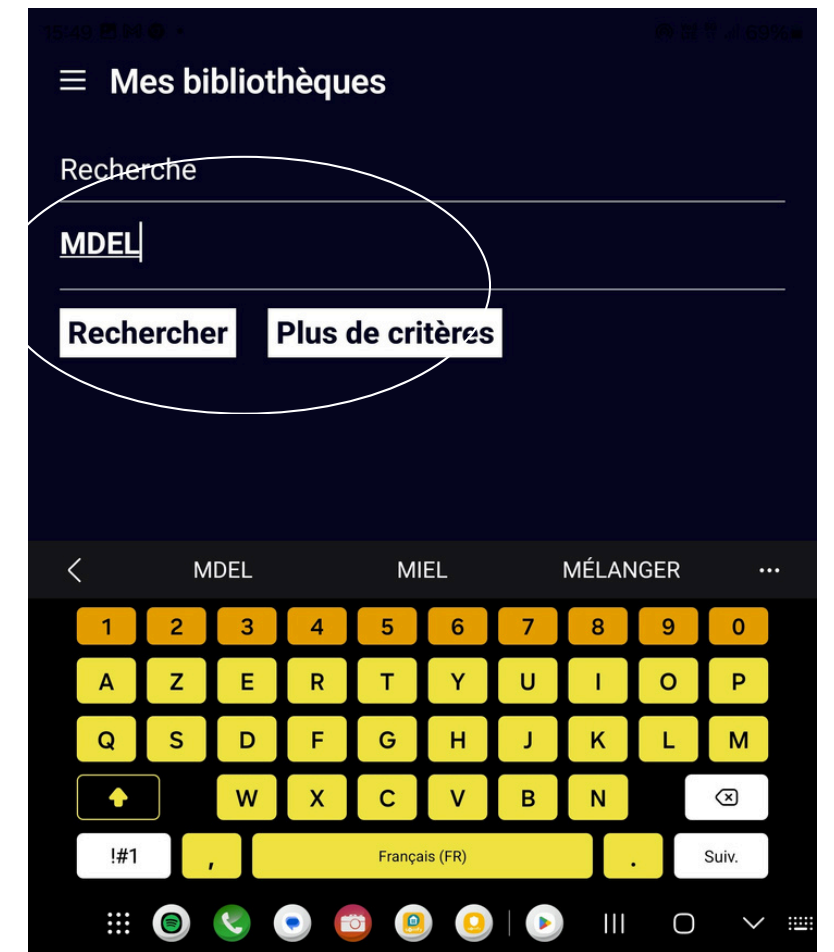 Mes bibliothèques
Recherche
MDEL
Rechercher Plus de critères
MDEL MIEL MÉLANGER
1 2 3 4 5 6 7 8 9 0
A Z E R T Y U I O P
Q S D F G H J K L M
W X C V B N
!#1 , Français (FR) . Suiv.